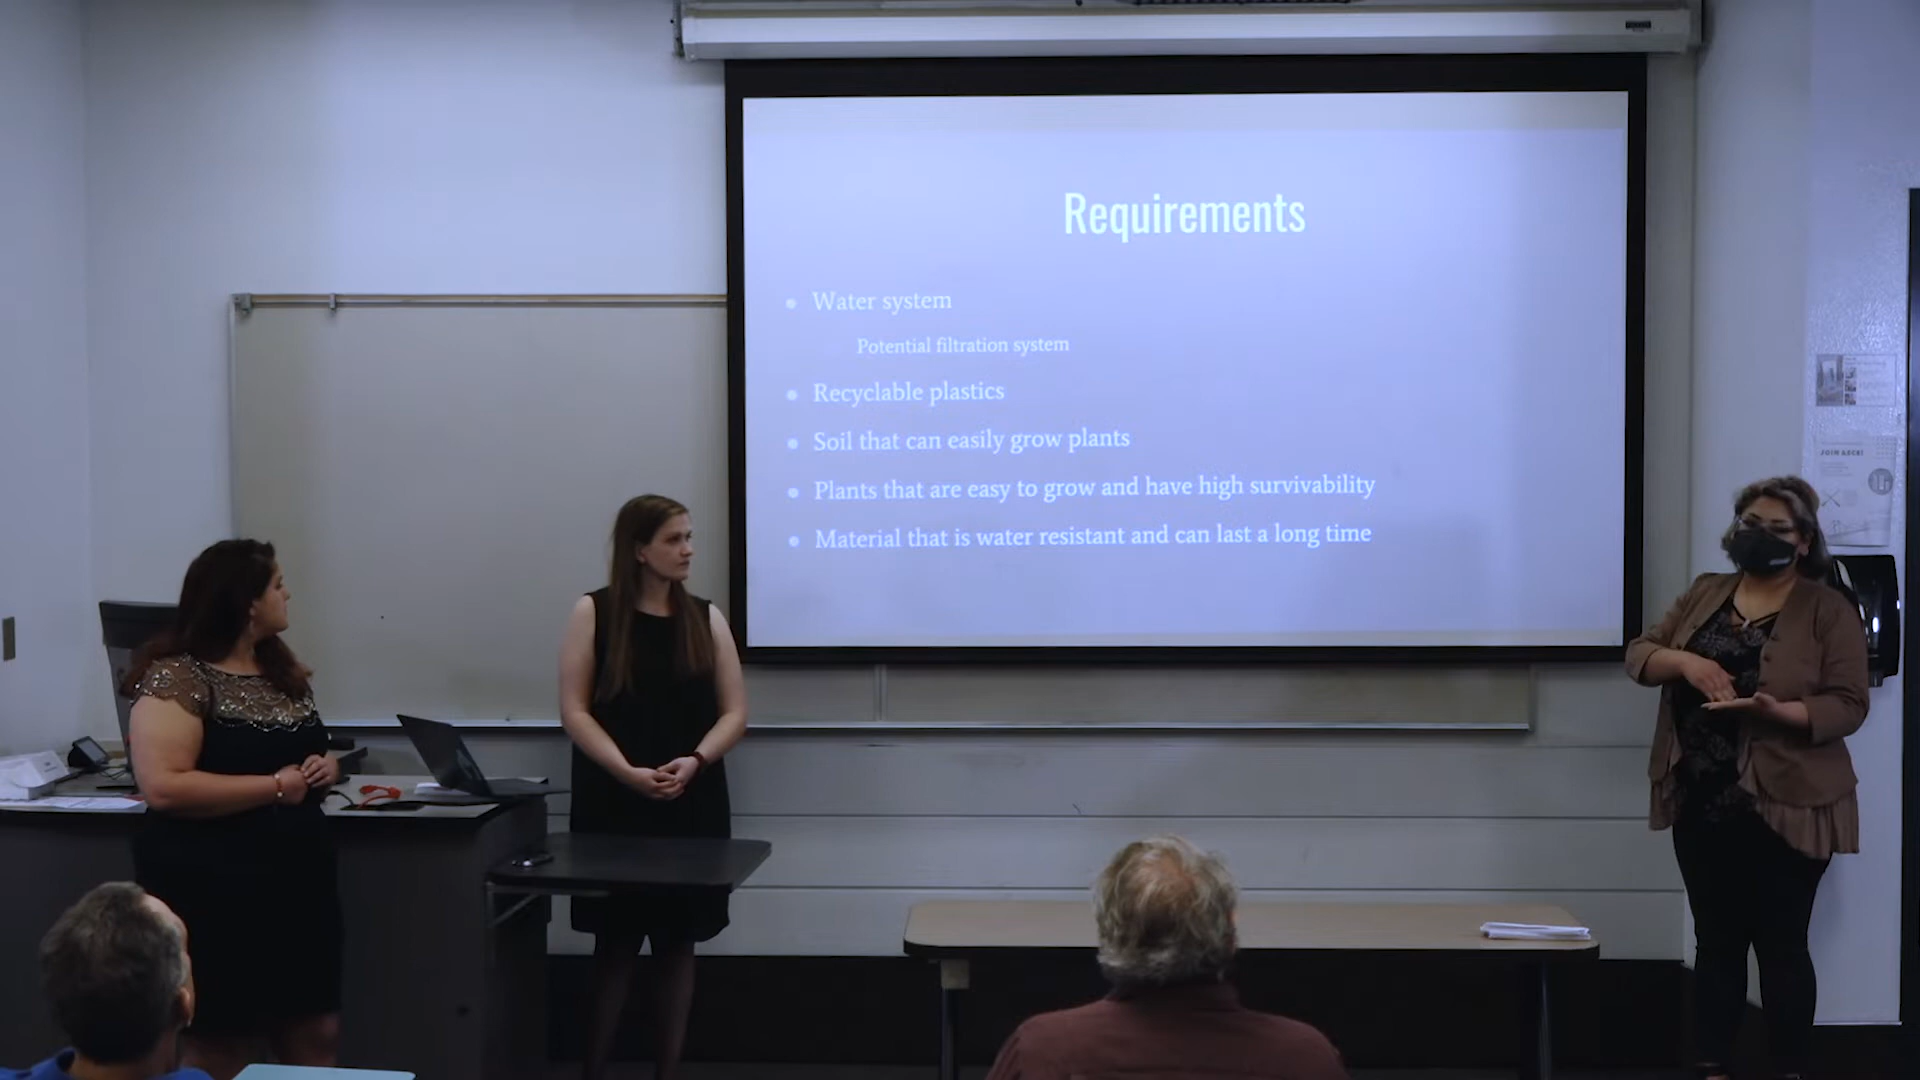 Requirements
Water system
Potential filtration system
Recyclable plastics
Soil that can easily grow plants
Plants that are easy to grow and have high survivability
Material that is water resistant and can last a long time